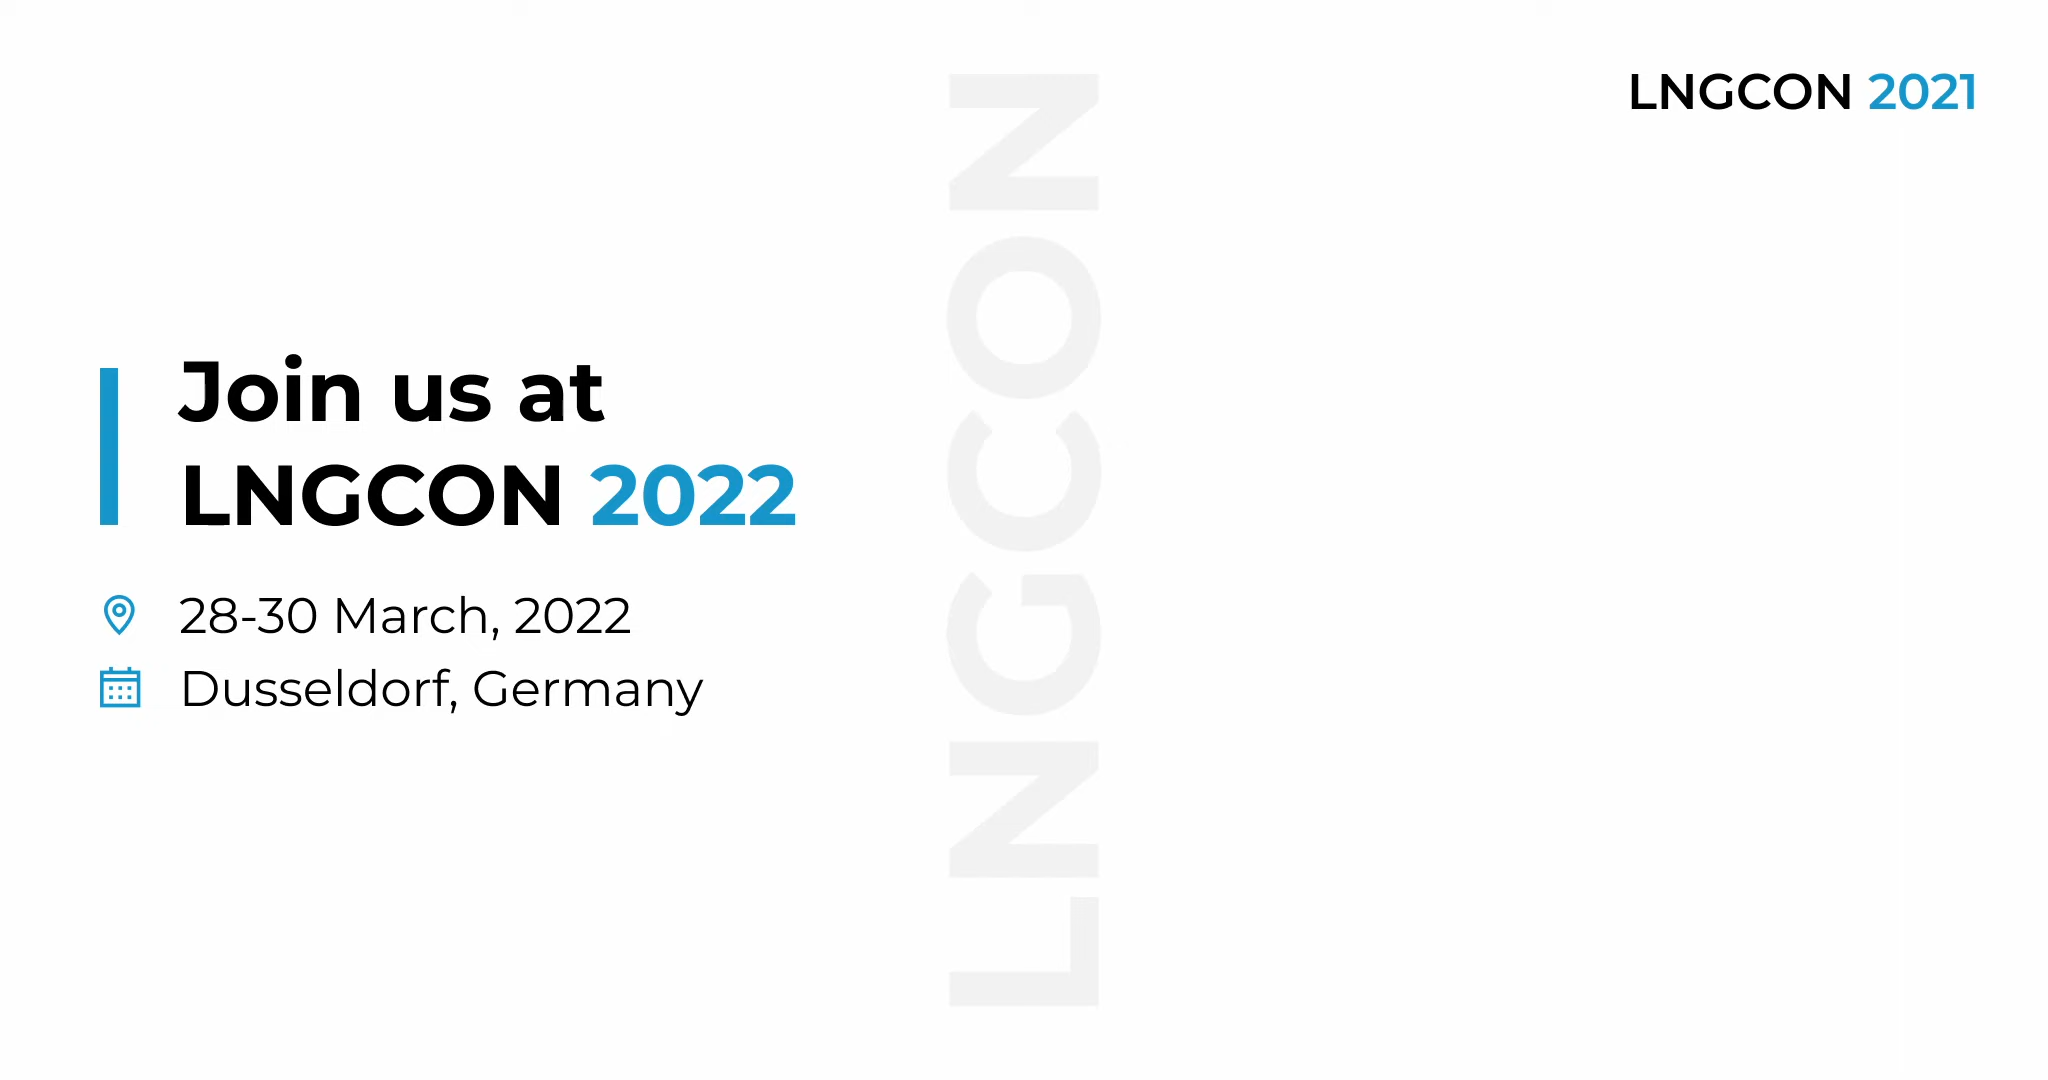 LNGCON 2021
Join us at
LNGCON 2022
28-30 March, 2022
Dusseldorf, Germany
LNGCON